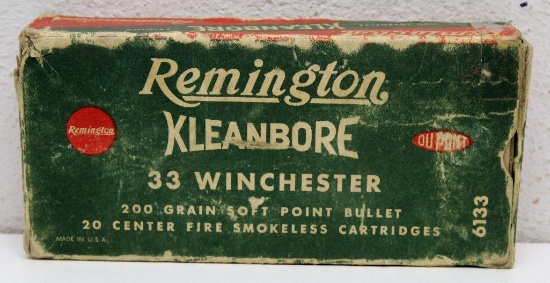 Remington
KLEANBORE
Remington
DU PONT
33 WINCHESTER
200 GRAIN SOFT POINT BULLET
20 CENTER FIRE SMOKELESS CARTRIDGES
MADE IN U.S.A.
6133